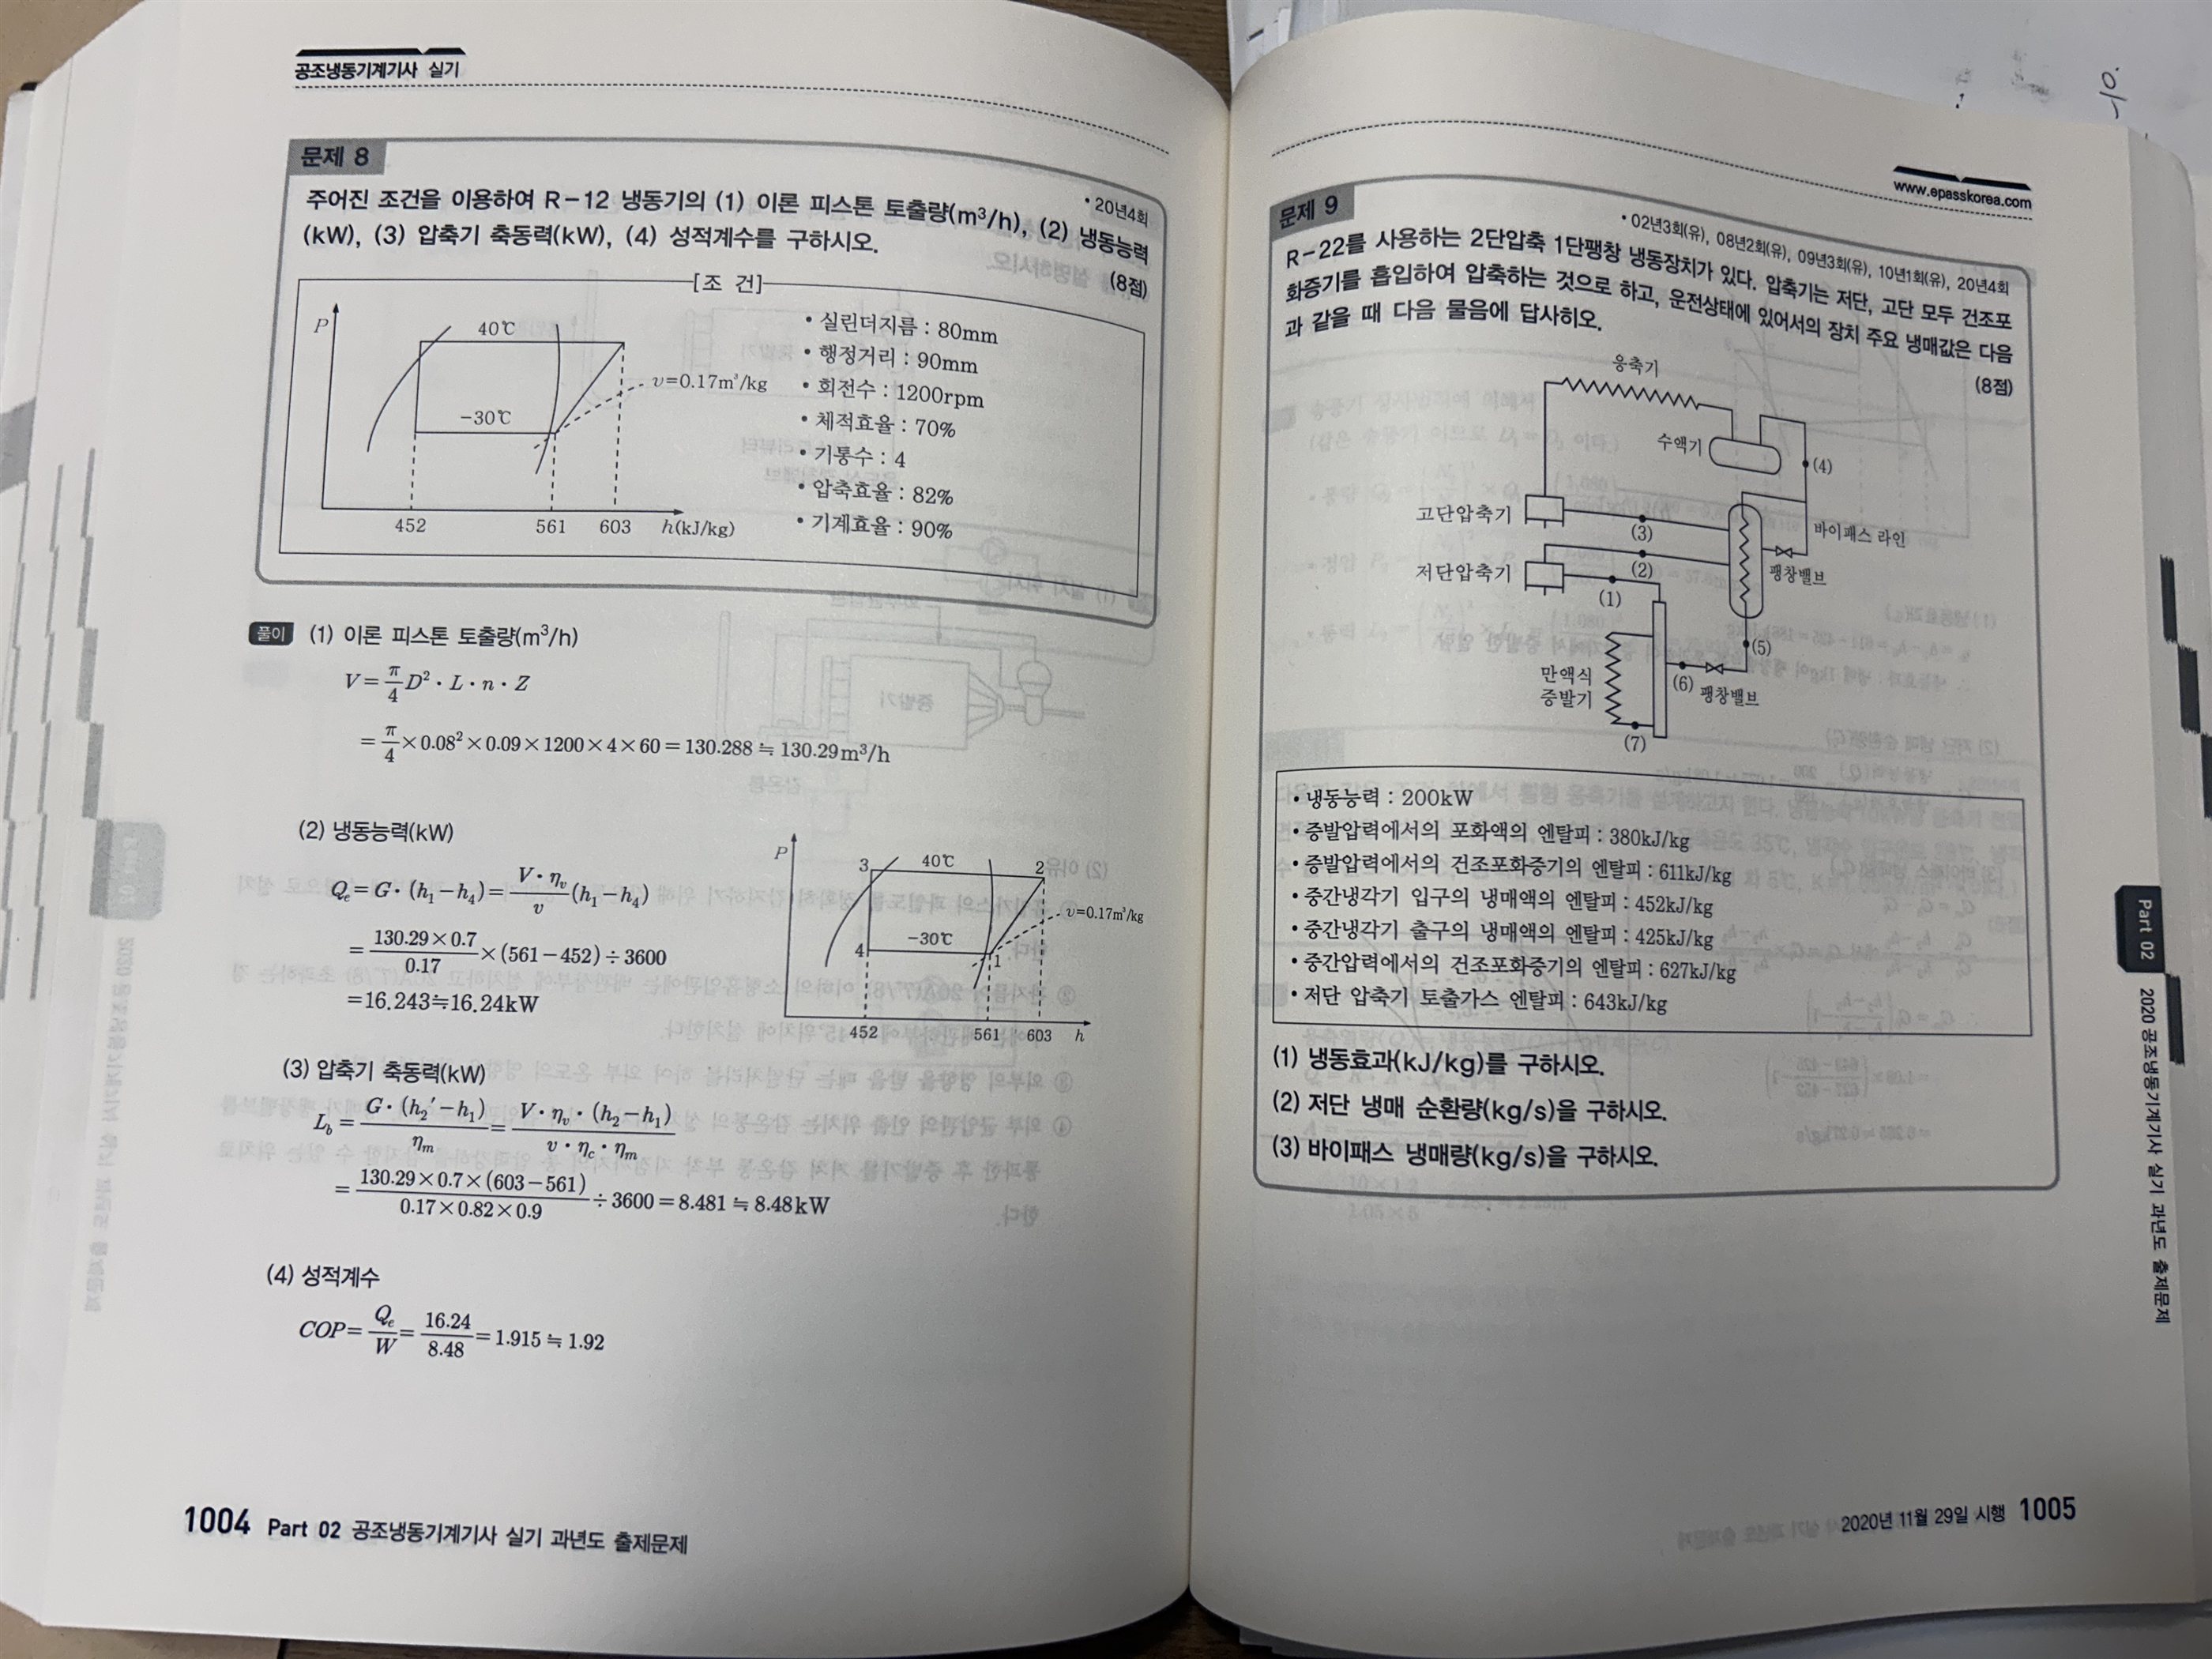 공조냉동기계기사 실기
문제 8
• 20년4회
주어진 조건을 이용하여 R-12 냉동기의 (1) 이론 피스톤 토출량(m³/h), (2) 냉동능력
(kW), (3) 압축기 축동력(kW), (4) 성적계수를 구하시오.
(8점)
[조 건]
P
40℃
-30℃
v=0.17m³/kg
452
561
603
h(kJ/kg)
• 실린더지름 : 80mm
• 행정거리 : 90mm
• 회전수 : 1200rpm
• 체적효율 : 70%
• 기통수 : 4
• 압축효율 : 82%
• 기계효율 : 90%
풀이 (1) 이론 피스톤 토출량(m³/h)
V=π/4 D²·L·n·Z
=π/4×0.08²×0.09×1200×4×60=130.288≒130.29m³/h
(2) 냉동능력(kW)
Qe=G·(h₁-h₄)=V·ηv/v(h₁-h₄)
=130.29×0.7/0.17×(561-452)÷3600
=16.243≒16.24kW
P
3
40℃
2
v=0.17m³/kg
-30℃
4
1
452
561
603
h
(3) 압축기 축동력(kW)
Lb=G·(h₂′-h₁)/ηm=V·ηv·(h₂-h₁)/v·ηc·ηm
=130.29×0.7×(603-561)/0.17×0.82×0.9÷3600=8.481≒8.48kW
(4) 성적계수
COP=Qe/W=16.24/8.48=1.915≒1.92
1004 Part 02 공조냉동기계기사 실기 과년도 출제문제
www.epasskorea.com
문제 9
• 02년3회(유), 08년2회(유), 09년3회(유), 10년1회(유), 20년4회
R-22를 사용하는 2단압축 1단팽창 냉동장치가 있다. 압축기는 저단, 고단 모두 건조포
화증기를 흡입하여 압축하는 것으로 하고, 운전상태에 있어서의 장치 주요 냉매값은 다음
과 같을 때 다음 물음에 답사히오.
(8점)
응축기
수액기
(4)
고단압축기
(3)
바이패스 라인
(2)
팽창밸브
저단압축기
(1)
(5)
만액식
증발기
(6)
팽창밸브
(7)
• 냉동능력 : 200kW
• 증발압력에서의 포화액의 엔탈피 : 380kJ/kg
• 증발압력에서의 건조포화증기의 엔탈피 : 611kJ/kg
• 중간냉각기 입구의 냉매액의 엔탈피 : 452kJ/kg
• 중간냉각기 출구의 냉매액의 엔탈피 : 425kJ/kg
• 중간압력에서의 건조포화증기의 엔탈피 : 627kJ/kg
• 저단 압축기 토출가스 엔탈피 : 643kJ/kg
(1) 냉동효과(kJ/kg)를 구하시오.
(2) 저단 냉매 순환량(kg/s)을 구하시오.
(3) 바이패스 냉매량(kg/s)을 구하시오.
Part 02 2020 공조냉동기계기사 실기 과년도 출제문제
2020년 11월 29일 시행 1005